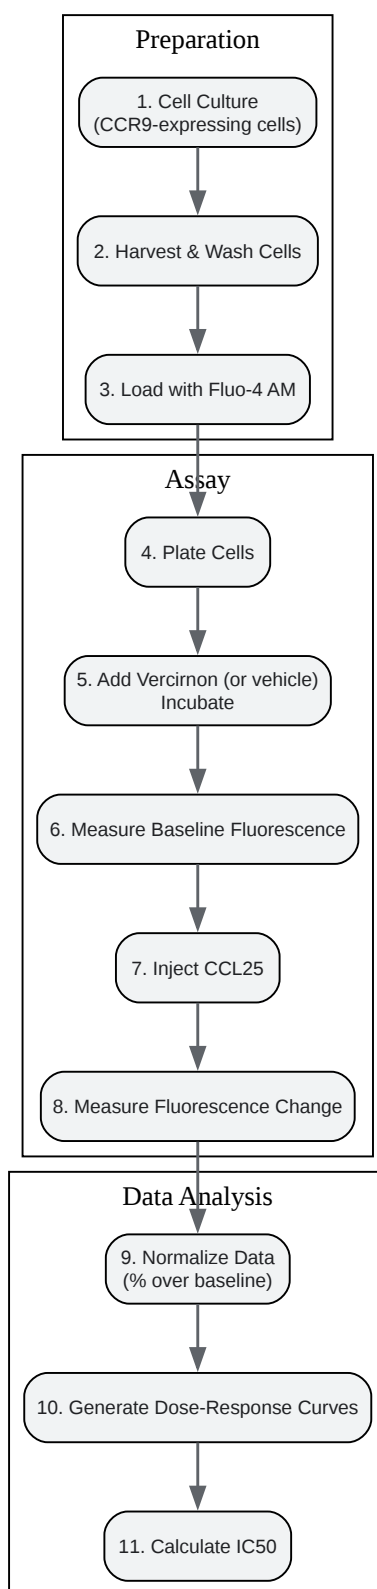 Preparation
1. Cell Culture
(CCR9-expressing cells)
2. Harvest & Wash Cells
3. Load with Fluo-4 AM
Assay
4. Plate Cells
5. Add Vercirnon (or vehicle)
Incubate
6. Measure Baseline Fluorescence
7. Inject CCL25
8. Measure Fluorescence Change
Data Analysis
9. Normalize Data
(% over baseline)
10. Generate Dose-Response Curves
11. Calculate IC50